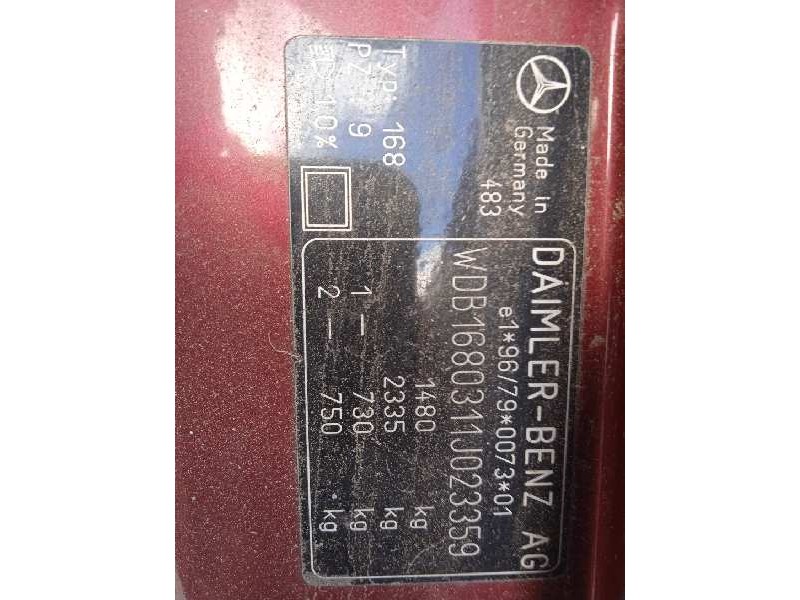 DAIMLER-BENZ AG
e1*96/79*0073*01
WDB1680311J023359
1480 kg
2335 kg
1 – 730 kg
2 – 750 kg
Made in
Germany
483
Typ. 168
PZ 9
10%